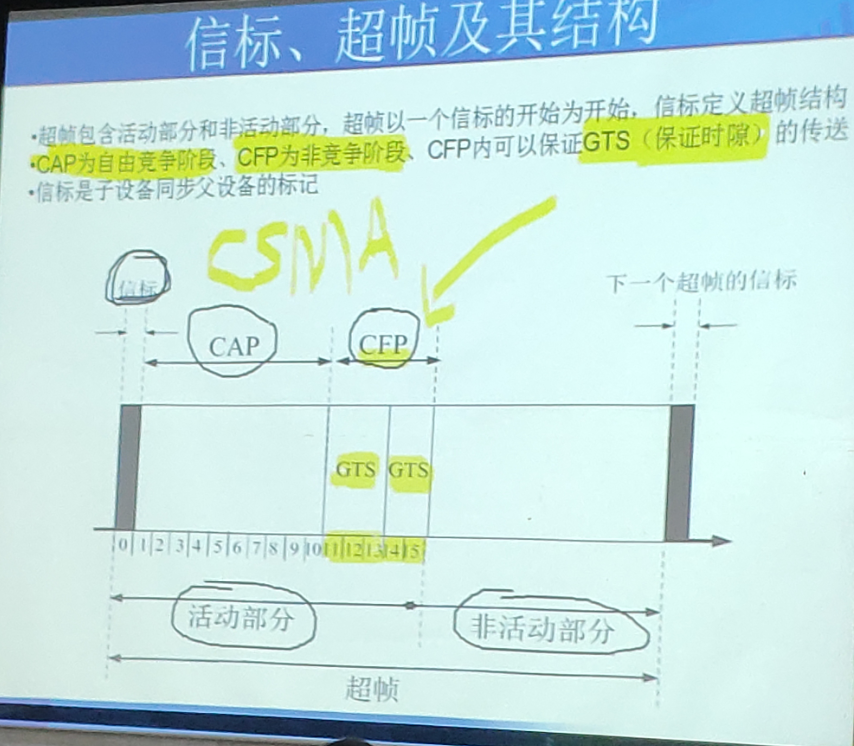 信标、超帧及其结构
•超帧包含活动部分和非活动部分，超帧以一个信标的开始为开始，信标定义超帧结构
•CAP为自由竞争阶段、CFP为非竞争阶段、CFP内可以保证GTS（保证时隙）的传送
•信标是子设备同步父设备的标记
CSMA
信标
下一个超帧的信标
CAP
CFP
GTS GTS
0 1 2 3 4 5 6 7 8 9 10 11 12 13 14 15
活动部分
非活动部分
超帧